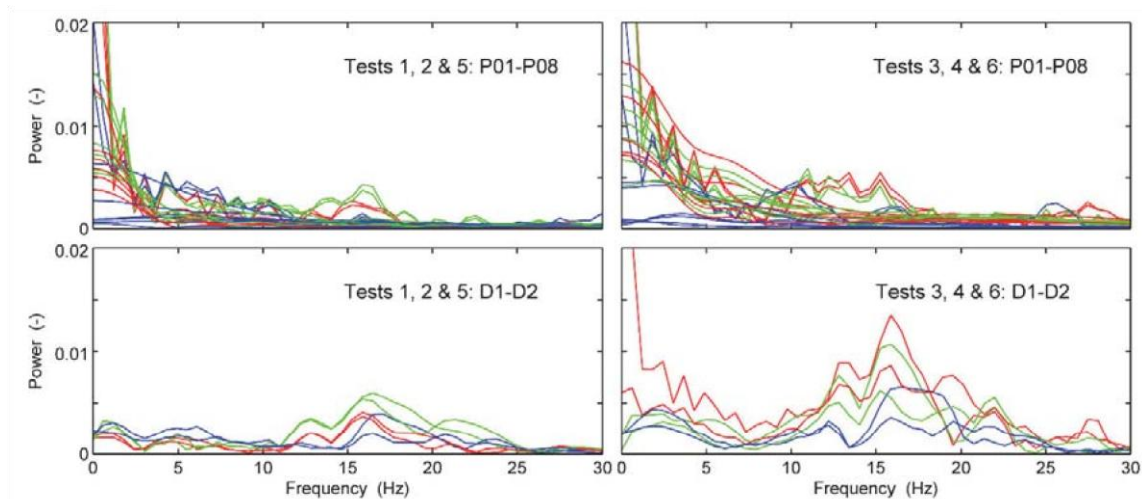 0.02
0.01
0
Power (-)
Tests 1, 2 & 5: P01-P08
Tests 3, 4 & 6: P01-P08
0.02
0.01
0
Power (-)
Tests 1, 2 & 5: D1-D2
Tests 3, 4 & 6: D1-D2
0 5 10 15 20 25 30
0 5 10 15 20 25 30
Frequency (Hz)
Frequency (Hz)